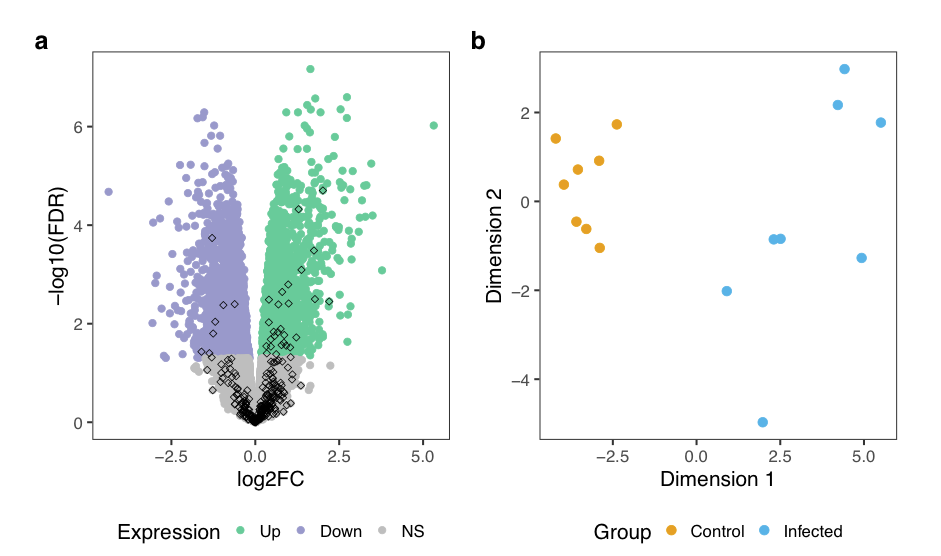 a
b
−log10(FDR)
6
4
2
0
−2.5
0.0
2.5
5.0
log2FC
Expression
Up
Down
NS
Dimension 2
2
0
−2
−4
−2.5
0.0
2.5
5.0
Dimension 1
Group
Control
Infected